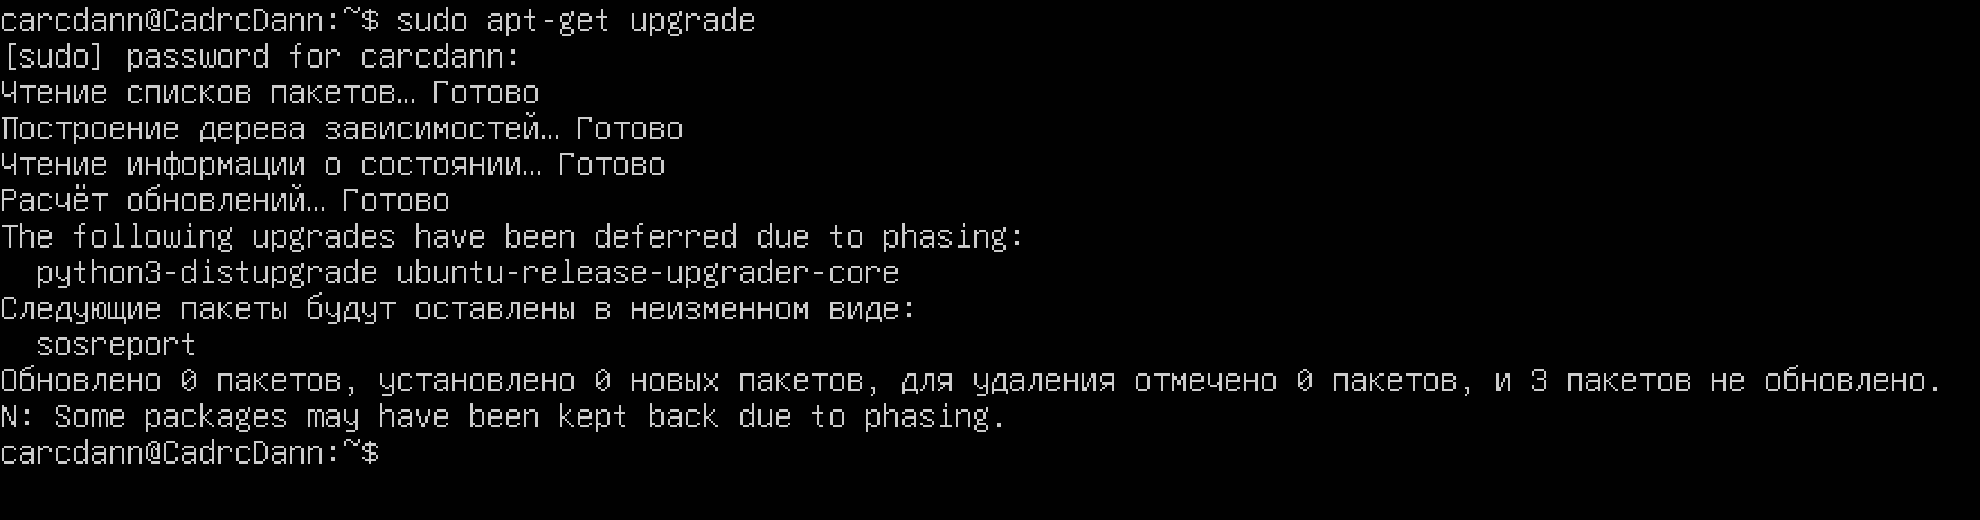 carcdann@CadrcDann:~$ sudo apt-get upgrade
[sudo] password for carcdann:
Чтение списков пакетов… Готово
Построение дерева зависимостей… Готово
Чтение информации о состоянии… Готово
Расчёт обновлений… Готово
The following upgrades have been deferred due to phasing:
  python3-distupgrade ubuntu-release-upgrader-core
Следующие пакеты будут оставлены в неизменном виде:
  sosreport
Обновлено 0 пакетов, установлено 0 новых пакетов, для удаления отмечено 0 пакетов, и 3 пакетов не обновлено.
N: Some packages may have been kept back due to phasing.
carcdann@CadrcDann:~$